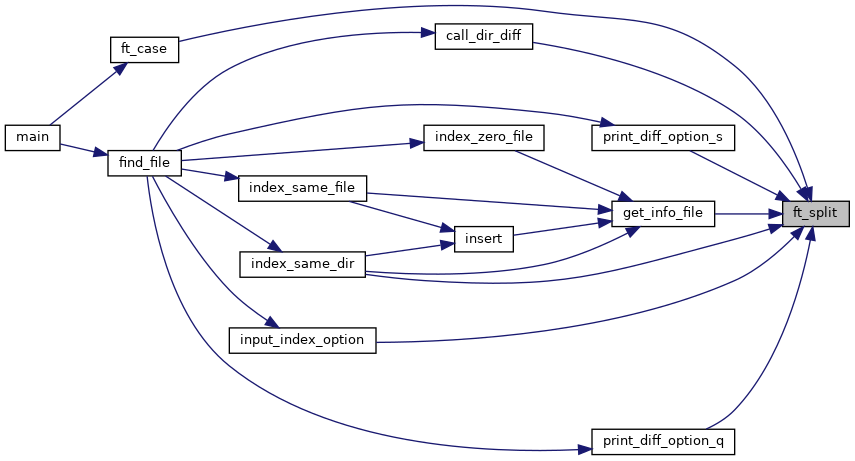 main
ft_case
find_file
index_same_file
index_same_dir
input_index_option
call_dir_diff
index_zero_file
insert
print_diff_option_s
get_info_file
print_diff_option_q
ft_split